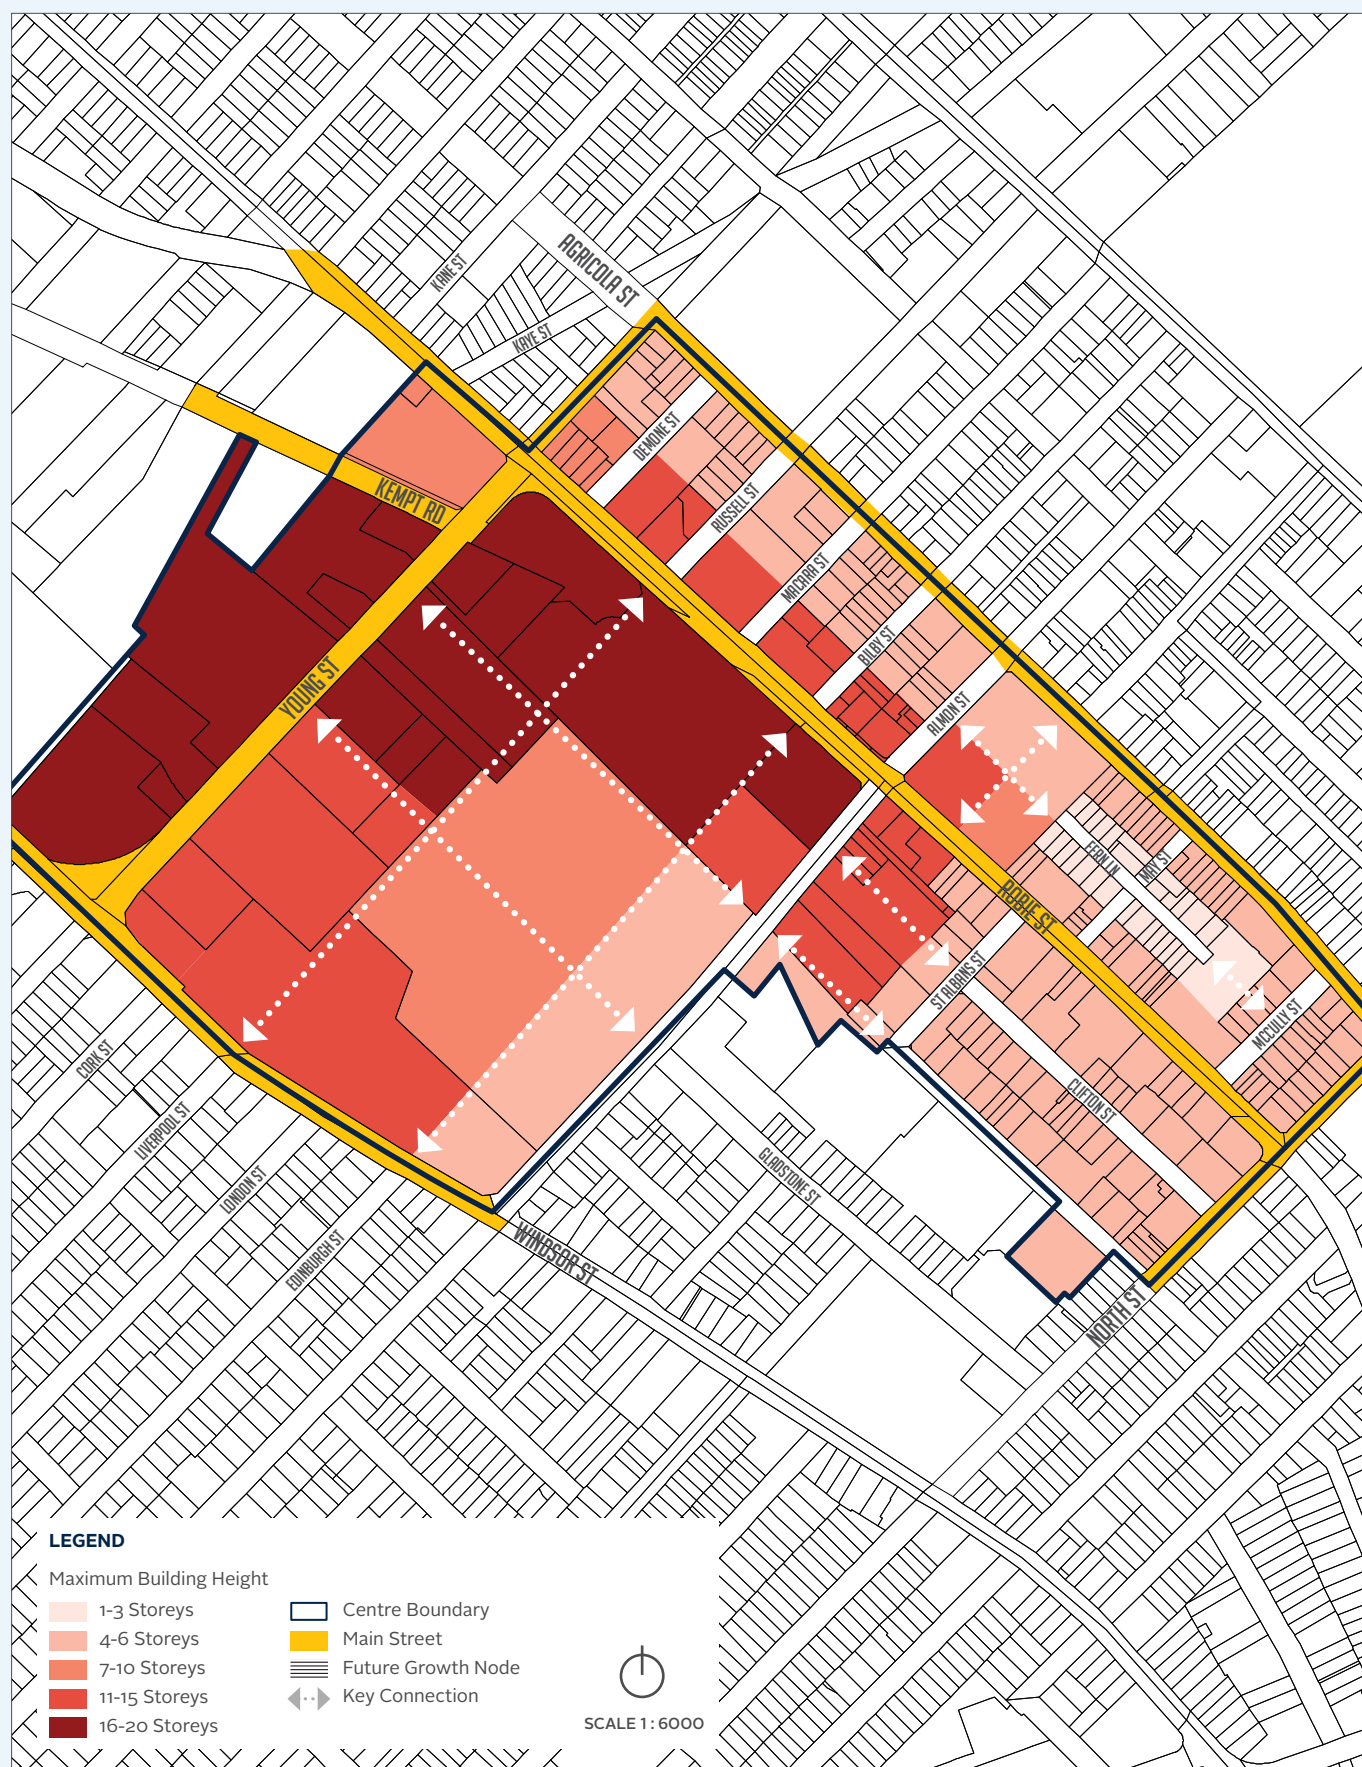 AGRICOLA ST
KANE ST
KAYE ST
DEMONE ST
KEMPT RD
RUSSELL ST
MACARA ST
BILBY ST
YOUNG ST
ALMON ST
FERN LN
MAY ST
ROBIE ST
ST ALBANS ST
MCCULLY ST
CORK ST
LIVERPOOL ST
CLIFTON ST
LONDON ST
GLADSTONE ST
EDINBURGH ST
WINDSOR ST
NORTH ST
LEGEND
Maximum Building Height
1-3 Storeys
4-6 Storeys
7-10 Storeys
11-15 Storeys
16-20 Storeys
Centre Boundary
Main Street
Future Growth Node
Key Connection
SCALE 1 : 6000